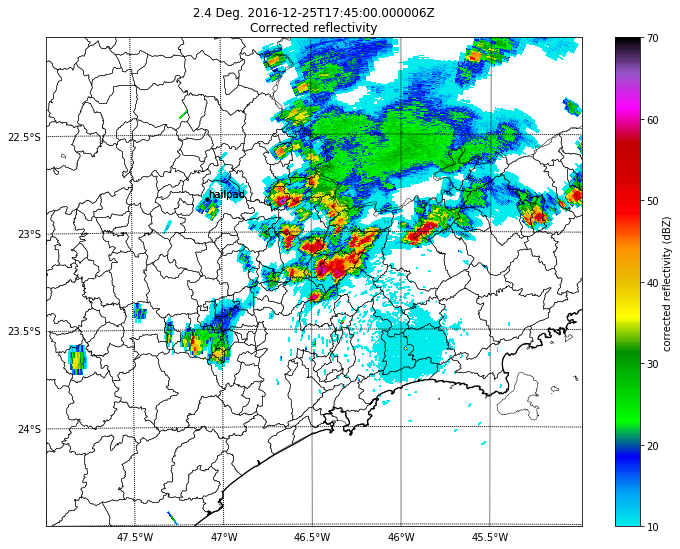 2.4 Deg. 2016-12-25T17:45:00.000006Z
Corrected reflectivity
70
60
50
40
30
20
10
corrected reflectivity (dBZ)
22.5°S
23°S
23.5°S
24°S
hailpad
47.5°W
47°W
46.5°W
46°W
45.5°W